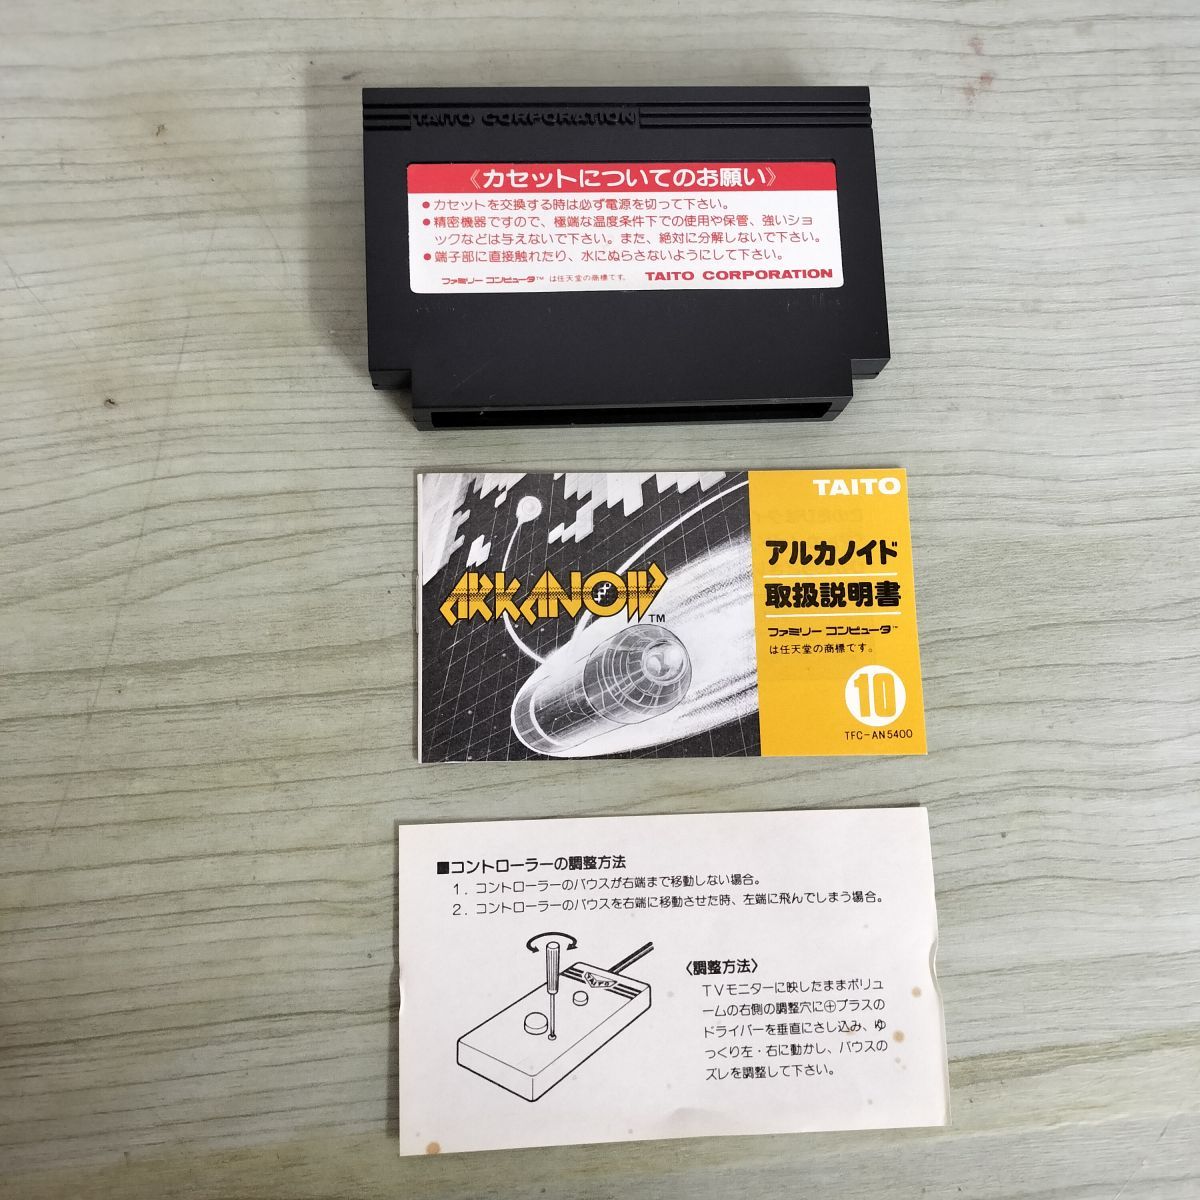 TAITO CORPORATION
《カセットについてのお願い》
●カセットを交換する時は必ず電源を切って下さい。
●精密機器ですので、極端な温度条件下での使用や保管、強いショ
ックなどは与えないで下さい。また、絶対に分解しないで下さい。
●端子部に直接触れたり、水にぬらさないようにして下さい。
ファミリー コンピュータ™ は任天堂の商標です。 TAITO CORPORATION
TAITO
ARKANOID™
アルカノイド
取扱説明書
ファミリー コンピュータ™
は任天堂の商標です。
10
TFC-AN5400
■コントローラーの調整方法
1. コントローラーのバウスが右端まで移動しない場合。
2. コントローラーのバウスを右端に移動させた時、左端に飛んでしまう場合。
TAITO
〈調整方法〉
TVモニターに映したままボリュ
ームの右側の調整穴に⊕プラスの
ドライバーを垂直にさし込み、ゆ
っくり左・右に動かし、バウスの
ズレを調整して下さい。